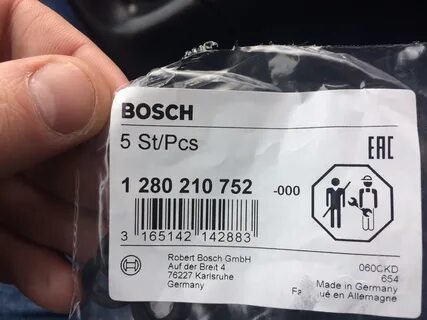 BOSCH
5 St/Pcs
EAC
1 280 210 752 -000
3 165142 142883
Robert Bosch GmbH
Auf der Breit 4
76227 Karlsruhe
Germany
060CKD
654
Made in Germany
en Allemagne